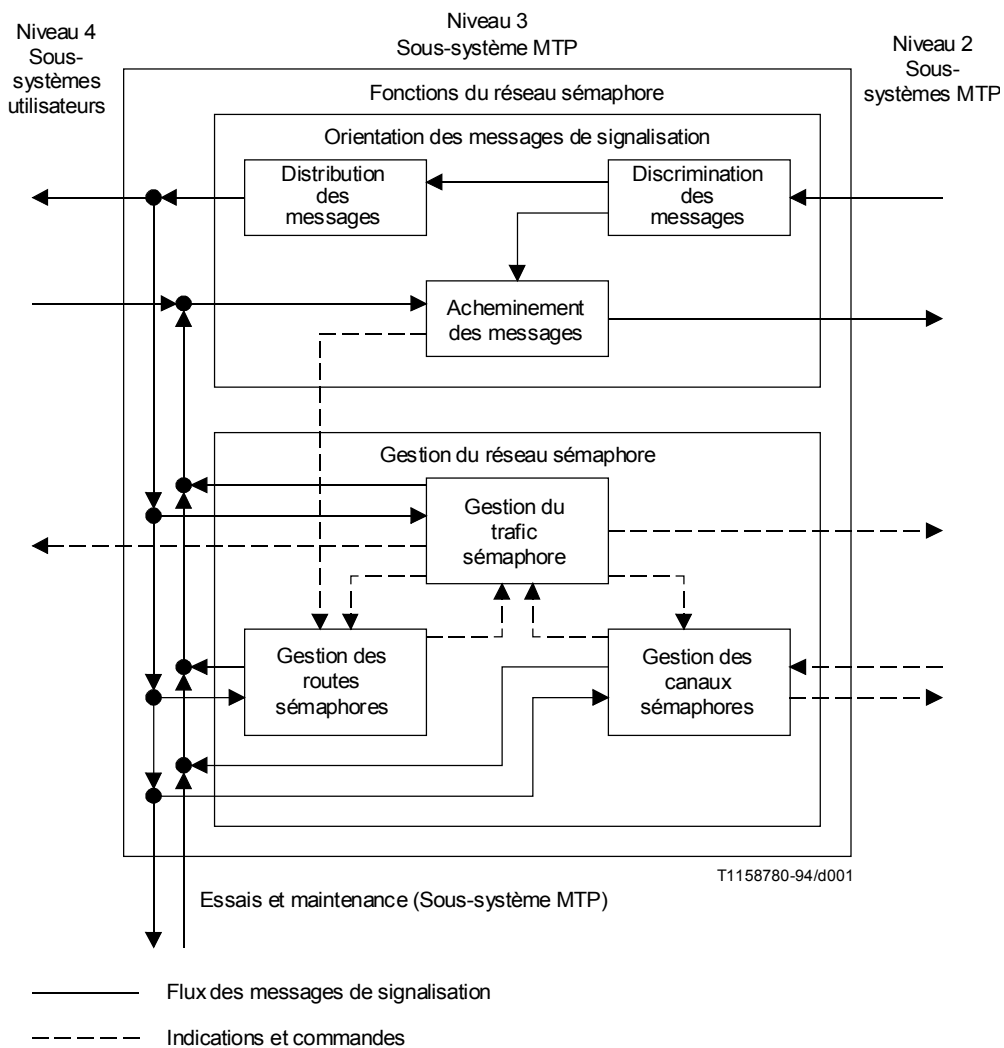 Niveau 4
Sous-
systèmes
utilisateurs
Niveau 3
Sous-système MTP
Niveau 2
Sous-
systèmes MTP
Fonctions du réseau sémaphore
Orientation des messages de signalisation
Distribution
des
messages
Discrimination
des
messages
Acheminement
des messages
Gestion du réseau sémaphore
Gestion du
trafic
sémaphore
Gestion des
routes
sémaphores
Gestion des
canaux
sémaphores
T1158780-94/d001
Essais et maintenance (Sous-système MTP)
Flux des messages de signalisation
Indications et commandes